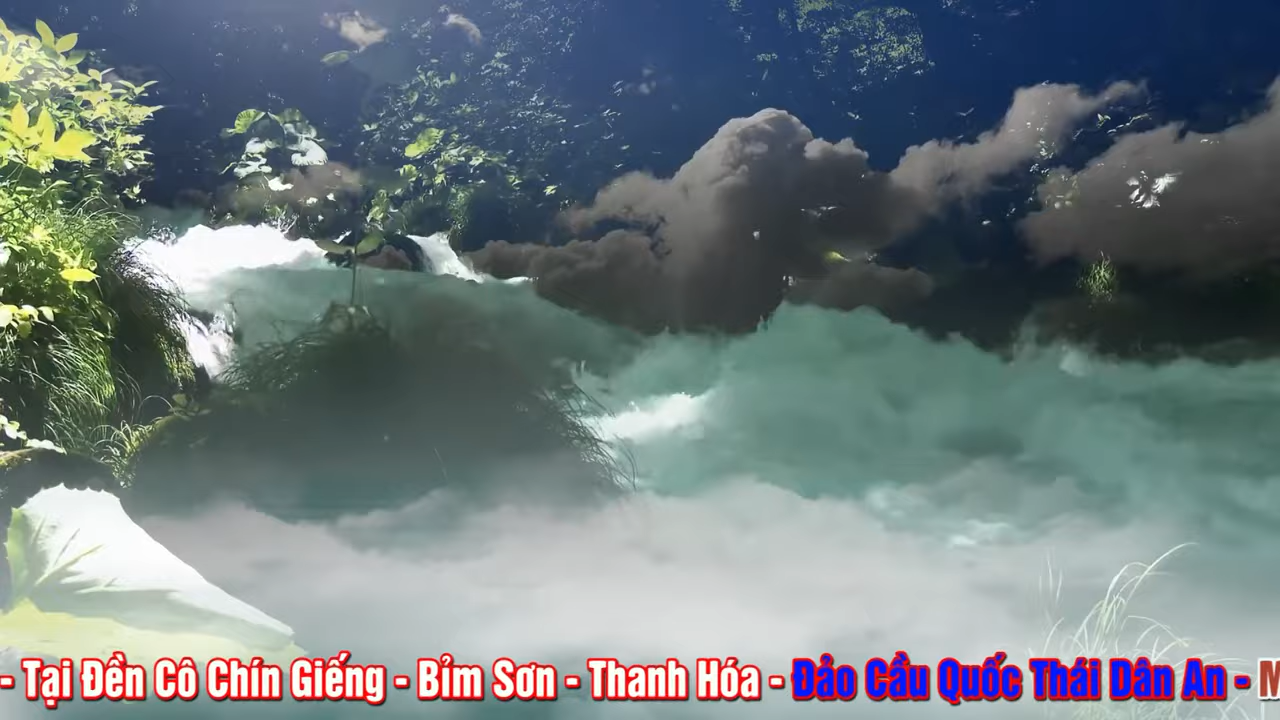 - Tại Đền Cô Chín Giếng - Bỉm Sơn - Thanh Hóa - Đảo Cầu Quốc Thái Dân An - M